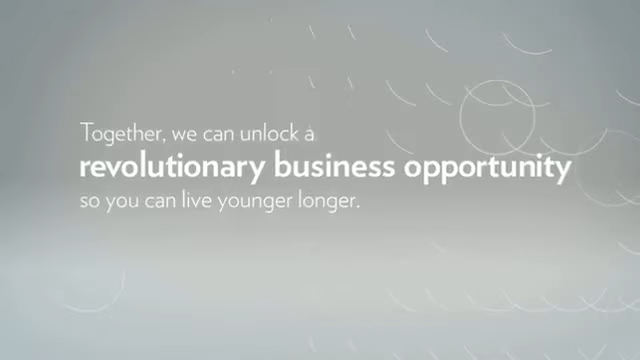 Together, we can unlock a
revolutionary business opportunity
so you can live younger longer.